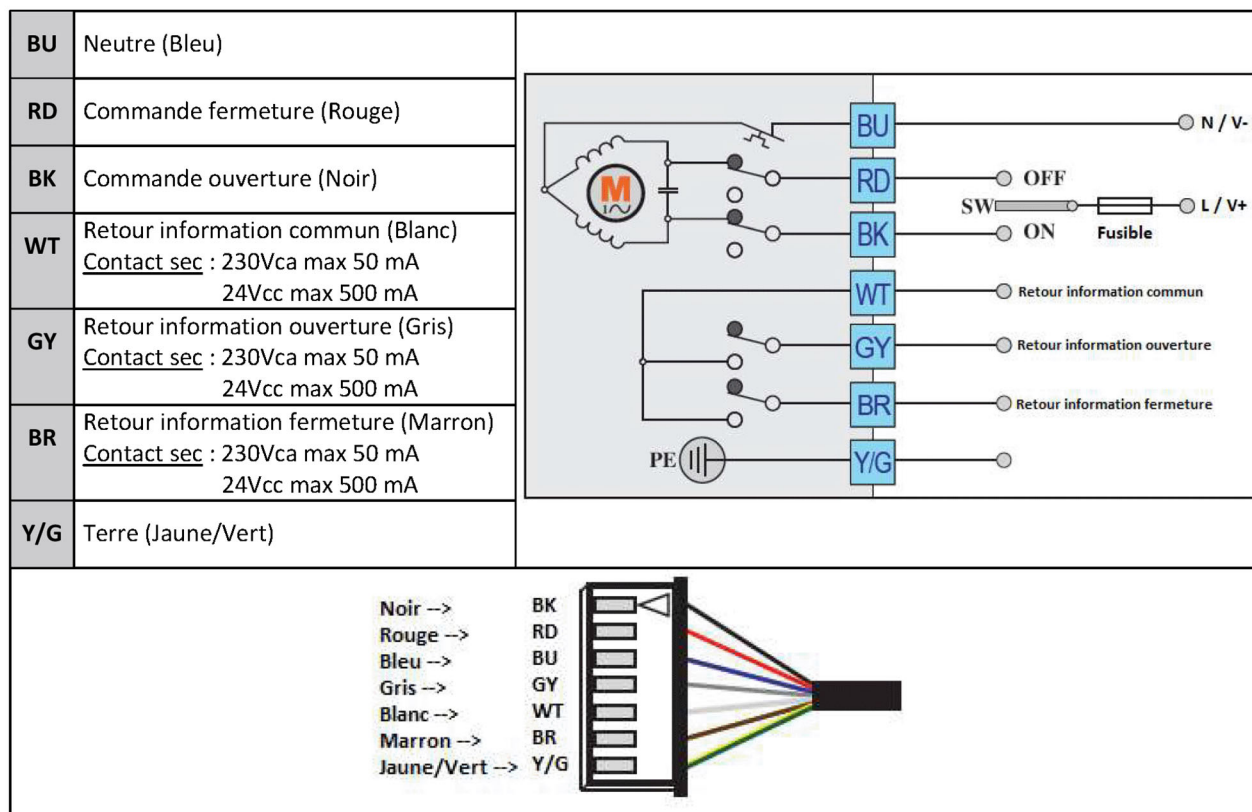 BU Neutre (Bleu)
RD Commande fermeture (Rouge)
BK Commande ouverture (Noir)
WT Retour information commun (Blanc)
Contact sec : 230Vca max 50 mA
24Vcc max 500 mA
GY Retour information ouverture (Gris)
Contact sec : 230Vca max 50 mA
24Vcc max 500 mA
BR Retour information fermeture (Marron)
Contact sec : 230Vca max 50 mA
24Vcc max 500 mA
Y/G Terre (Jaune/Vert)
M
BU N / V-
RD OFF
SW L / V+
BK ON Fusible
WT Retour information commun
GY Retour information ouverture
BR Retour information fermeture
PE Y/G
Noir --> BK
Rouge --> RD
Bleu --> BU
Gris --> GY
Blanc --> WT
Marron --> BR
Jaune/Vert --> Y/G